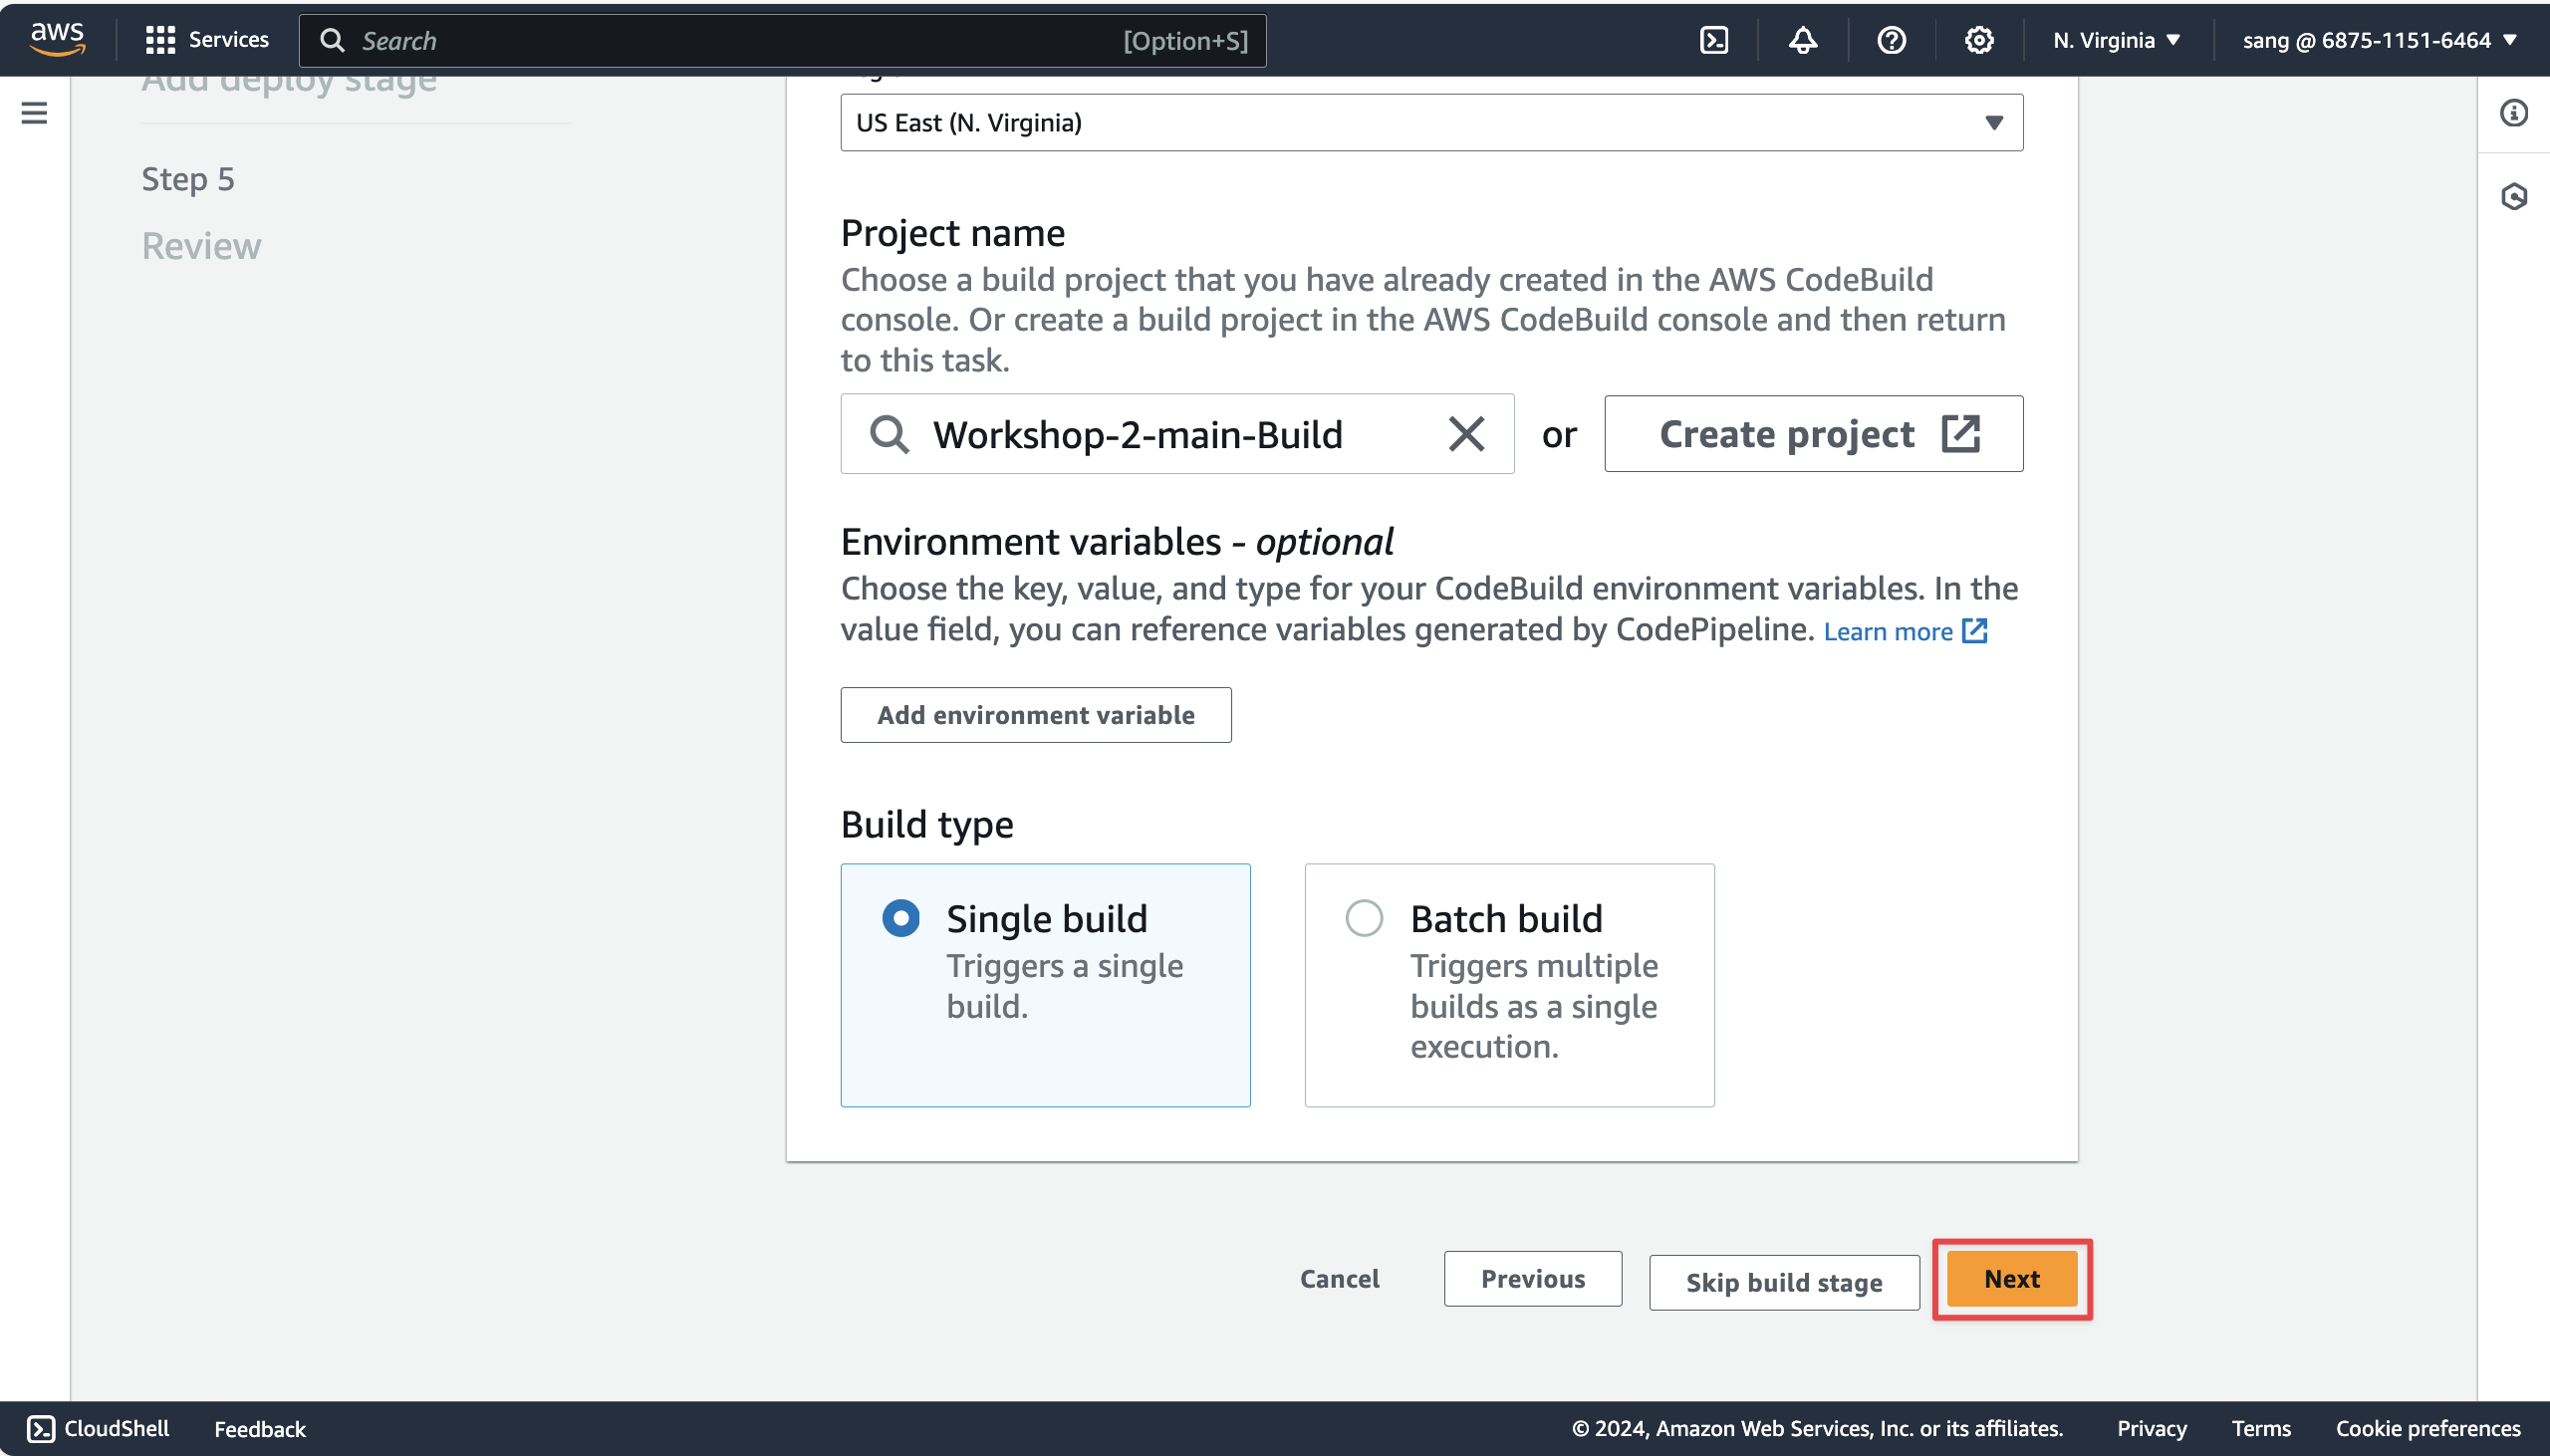 aws
Services
Search
[Option+S]
N. Virginia
sang @ 6875-1151-6464
Add deploy stage
Step 5
Review
US East (N. Virginia)
Project name
Choose a build project that you have already created in the AWS CodeBuild
console. Or create a build project in the AWS CodeBuild console and then return
to this task.
Workshop-2-main-Build
or
Create project
Environment variables - optional
Choose the key, value, and type for your CodeBuild environment variables. In the
value field, you can reference variables generated by CodePipeline. Learn more
Add environment variable
Build type
Single build
Triggers a single
build.
Batch build
Triggers multiple
builds as a single
execution.
Cancel
Previous
Skip build stage
Next
CloudShell
Feedback
© 2024, Amazon Web Services, Inc. or its affiliates.
Privacy
Terms
Cookie preferences